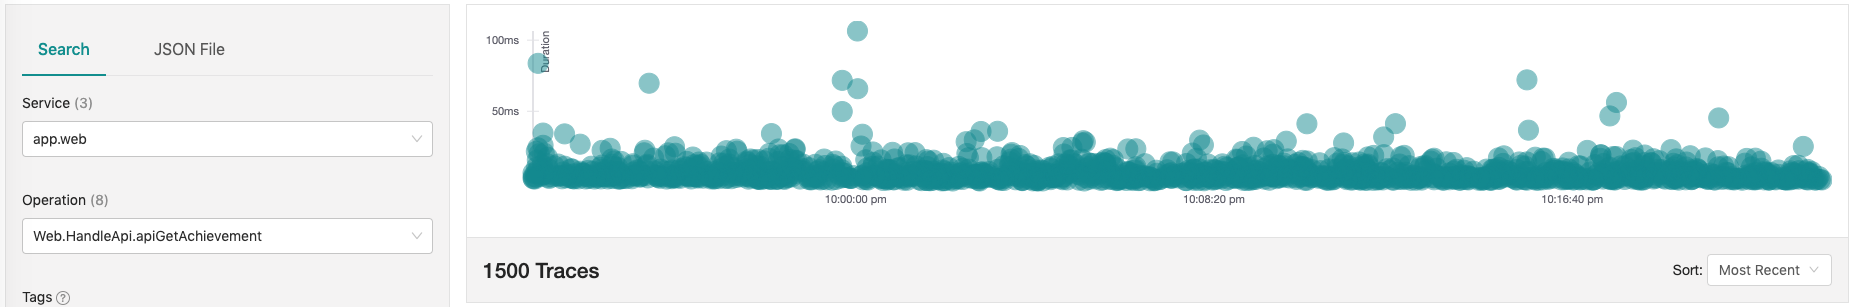 Search
JSON File
Service (3)
app.web
Operation (8)
Web.HandleApi.apiGetAchievement
Tags ?
Duration
100ms
50ms
10:00:00 pm
10:08:20 pm
10:16:40 pm
1500 Traces
Sort: Most Recent